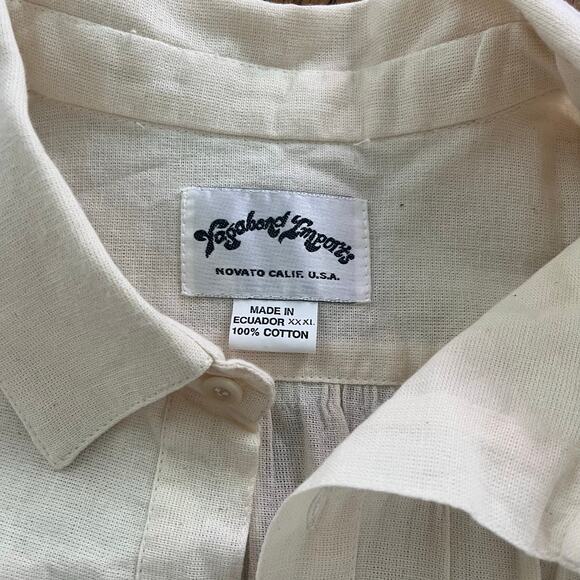 Vagabond Imports
NOVATO CALIF. U.S.A.
MADE IN
ECUADOR XXXL
100% COTTON